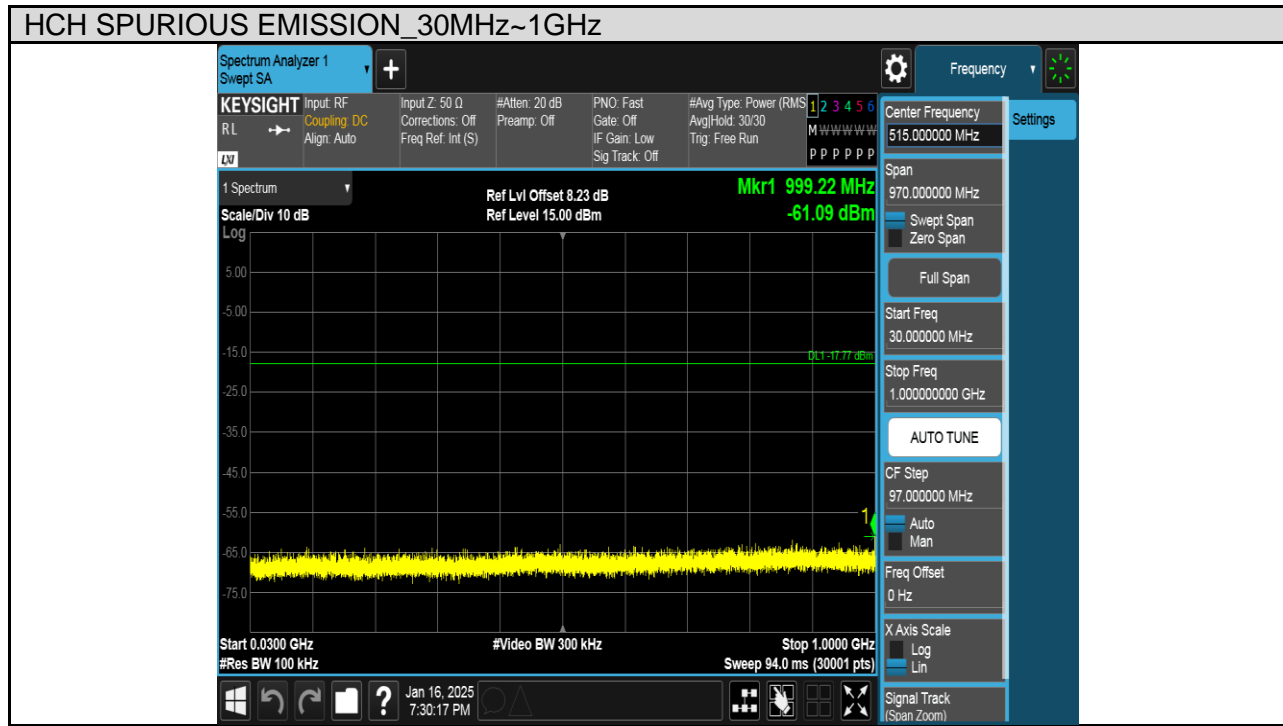 HCH SPURIOUS EMISSION_30MHz~1GHz
Spectrum Analyzer 1
Swept SA
Frequency
KEYSIGHT
R L
LXI
Input: RF
Coupling: DC
Align: Auto
Input Z: 50 Ω
Corrections: Off
Freq Ref: Int (S)
#Atten: 20 dB
Preamp: Off
PNO: Fast
Gate: Off
IF Gain: Low
Sig Track: Off
#Avg Type: Power (RMS
Avg|Hold: 30/30
Trig: Free Run
1 2 3 4 5 6
M W W W W W
P P P P P P
1 Spectrum
Scale/Div 10 dB
Log
Ref Lvl Offset 8.23 dB
Ref Level 15.00 dBm
Mkr1 999.22 MHz
-61.09 dBm
5.00
-5.00
-15.0
DL1 -17.77 dBm
-25.0
-35.0
-45.0
-55.0
1
-65.0
-75.0
Start 0.0300 GHz
#Res BW 100 kHz
#Video BW 300 kHz
Stop 1.0000 GHz
Sweep 94.0 ms (30001 pts)
Center Frequency
515.000000 MHz
Settings
Span
970.000000 MHz
Swept Span
Zero Span
Full Span
Start Freq
30.000000 MHz
Stop Freq
1.000000000 GHz
AUTO TUNE
CF Step
97.000000 MHz
Auto
Man
Freq Offset
0 Hz
X Axis Scale
Log
Lin
Signal Track
(Span Zoom)
?
Jan 16, 2025
7:30:17 PM